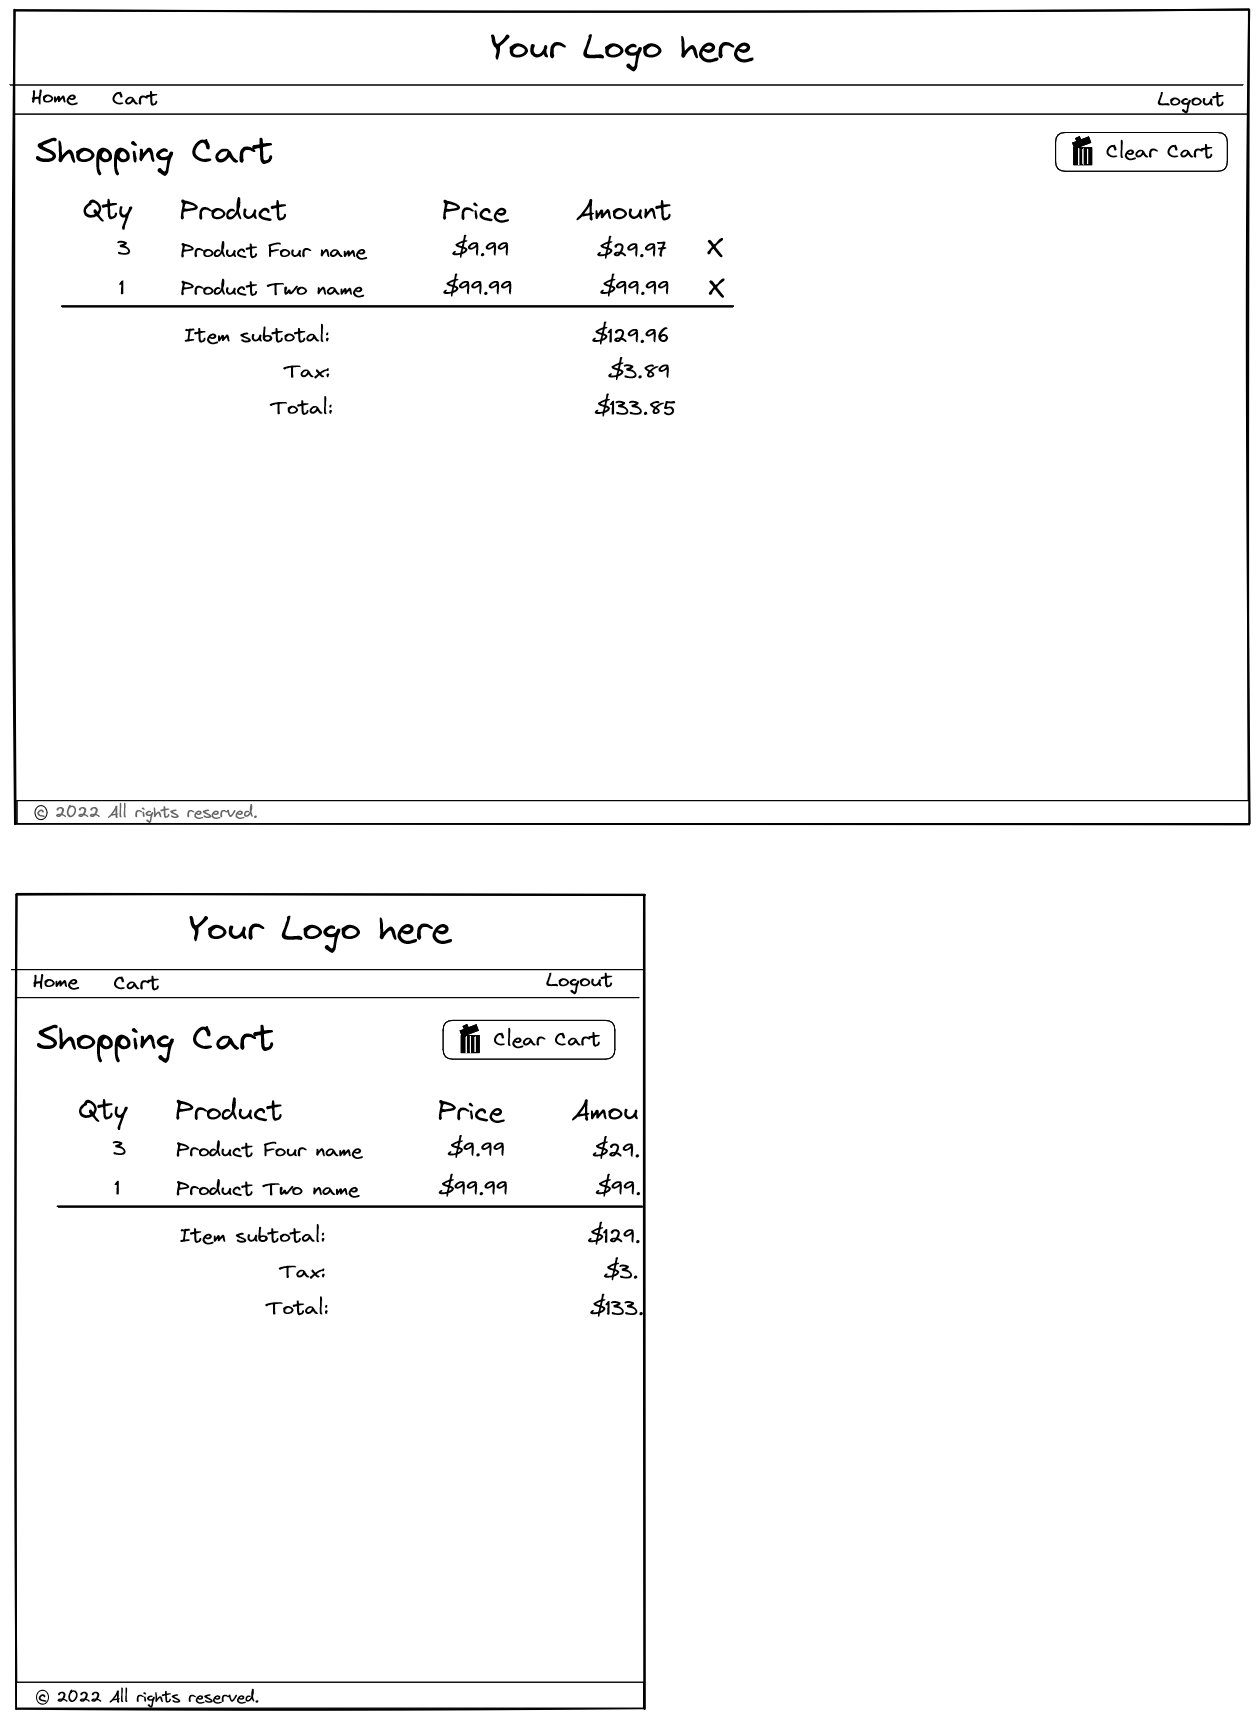 Your Logo here
Home Cart Logout
Shopping Cart Clear Cart
Qty Product Price Amount
3 Product Four name $9.99 $29.97 X
1 Product Two name $99.99 $99.99 X
Item subtotal: $129.96
Tax: $3.89
Total: $133.85
© 2022 All rights reserved.
Your Logo here
Home Cart Logout
Shopping Cart Clear Cart
Qty Product Price Amou
3 Product Four name $9.99 $29.
1 Product Two name $99.99 $99.
Item subtotal: $129.
Tax: $3.
Total: $133.
© 2022 All rights reserved.